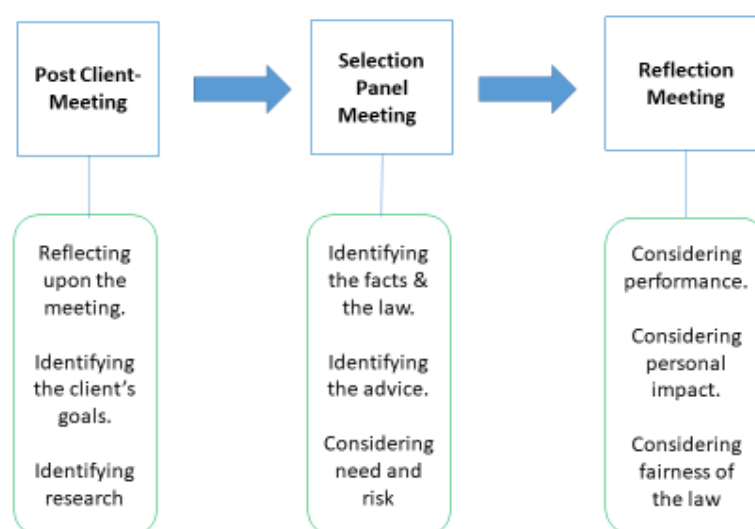 Post Client-
Meeting
Selection
Panel
Meeting
Reflection
Meeting
Reflecting
upon the
meeting.
Identifying
the client's
goals.
Identifying
research
Identifying
the facts &
the law.
Identifying
the advice.
Considering
need and
risk
Considering
performance.
Considering
personal
impact.
Considering
fairness of
the law